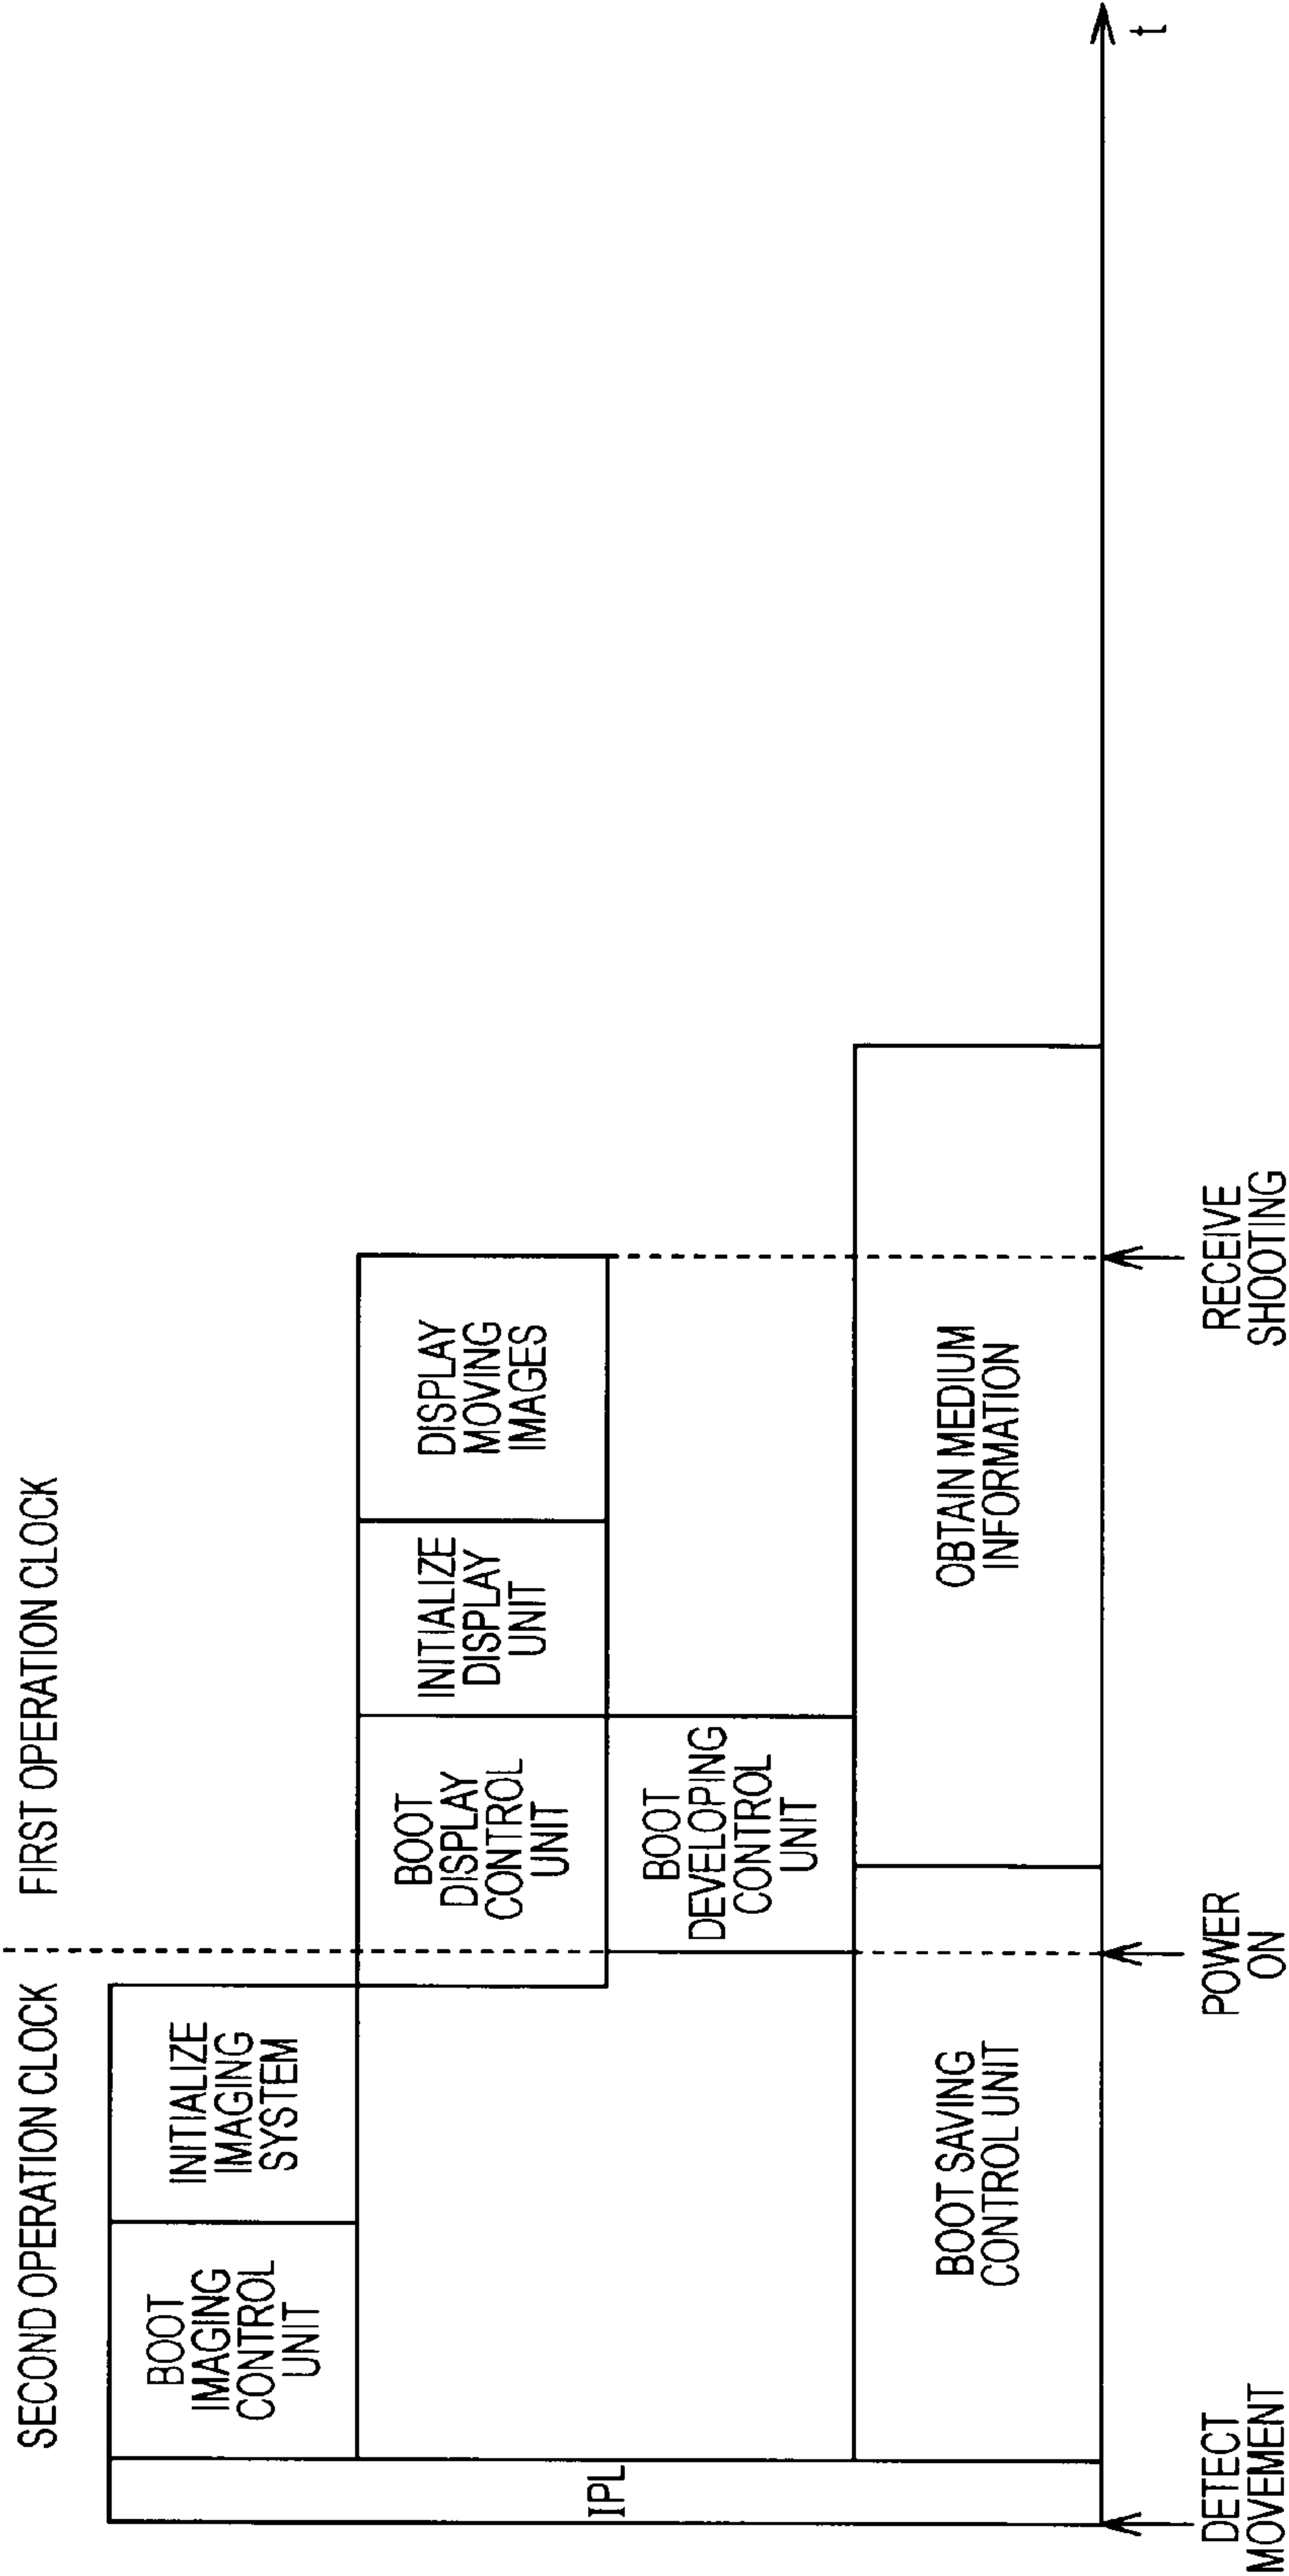 SECOND OPERATION CLOCK
FIRST OPERATION CLOCK
IPL
BOOT
IMAGING
CONTROL
UNIT
INITIALIZE
IMAGING
SYSTEM
BOOT
DISPLAY
CONTROL
UNIT
INITIALIZE
DISPLAY
UNIT
DISPLAY
MOVING
IMAGES
BOOT
DEVELOPING
CONTROL
UNIT
BOOT SAVING
CONTROL UNIT
OBTAIN MEDIUM
INFORMATION
t
DETECT
MOVEMENT
POWER
ON
RECEIVE
SHOOTING